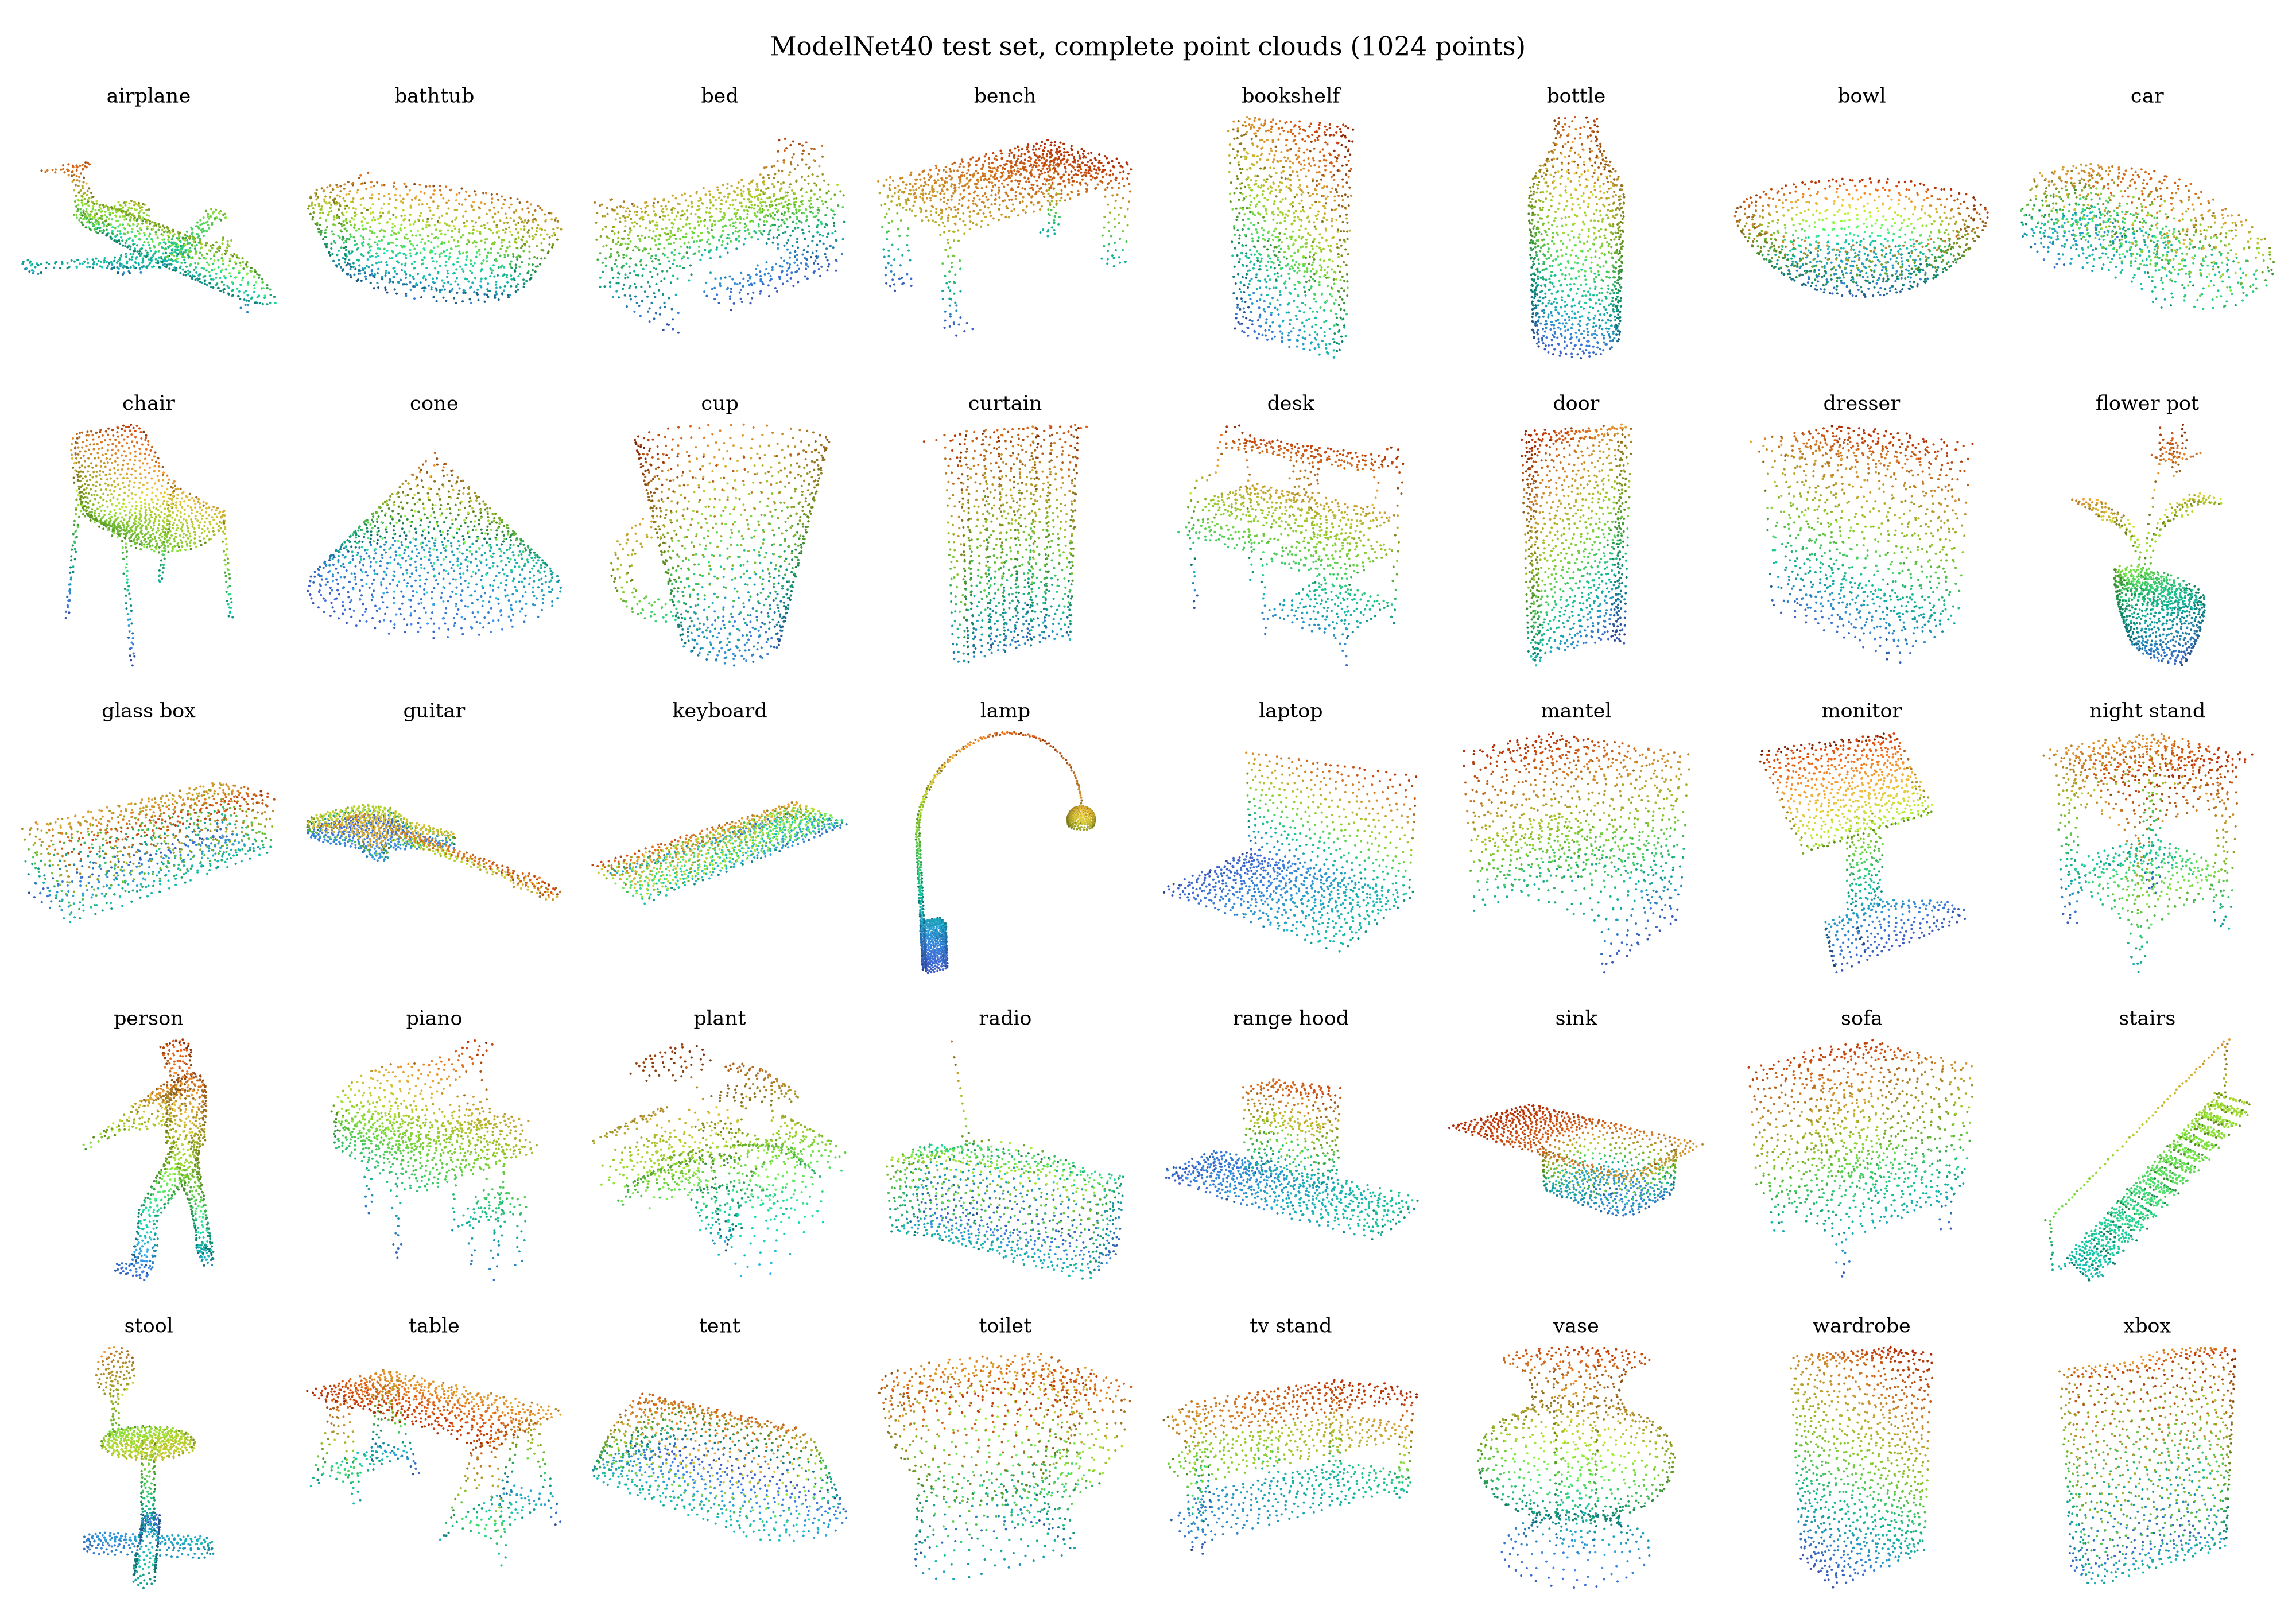 ModelNet40 test set, complete point clouds (1024 points)
airplane bathtub bed bench bookshelf bottle bowl car
chair cone cup curtain desk door dresser flower pot
glass box guitar keyboard lamp laptop mantel monitor night stand
person piano plant radio range hood sink sofa stairs
stool table tent toilet tv stand vase wardrobe xbox